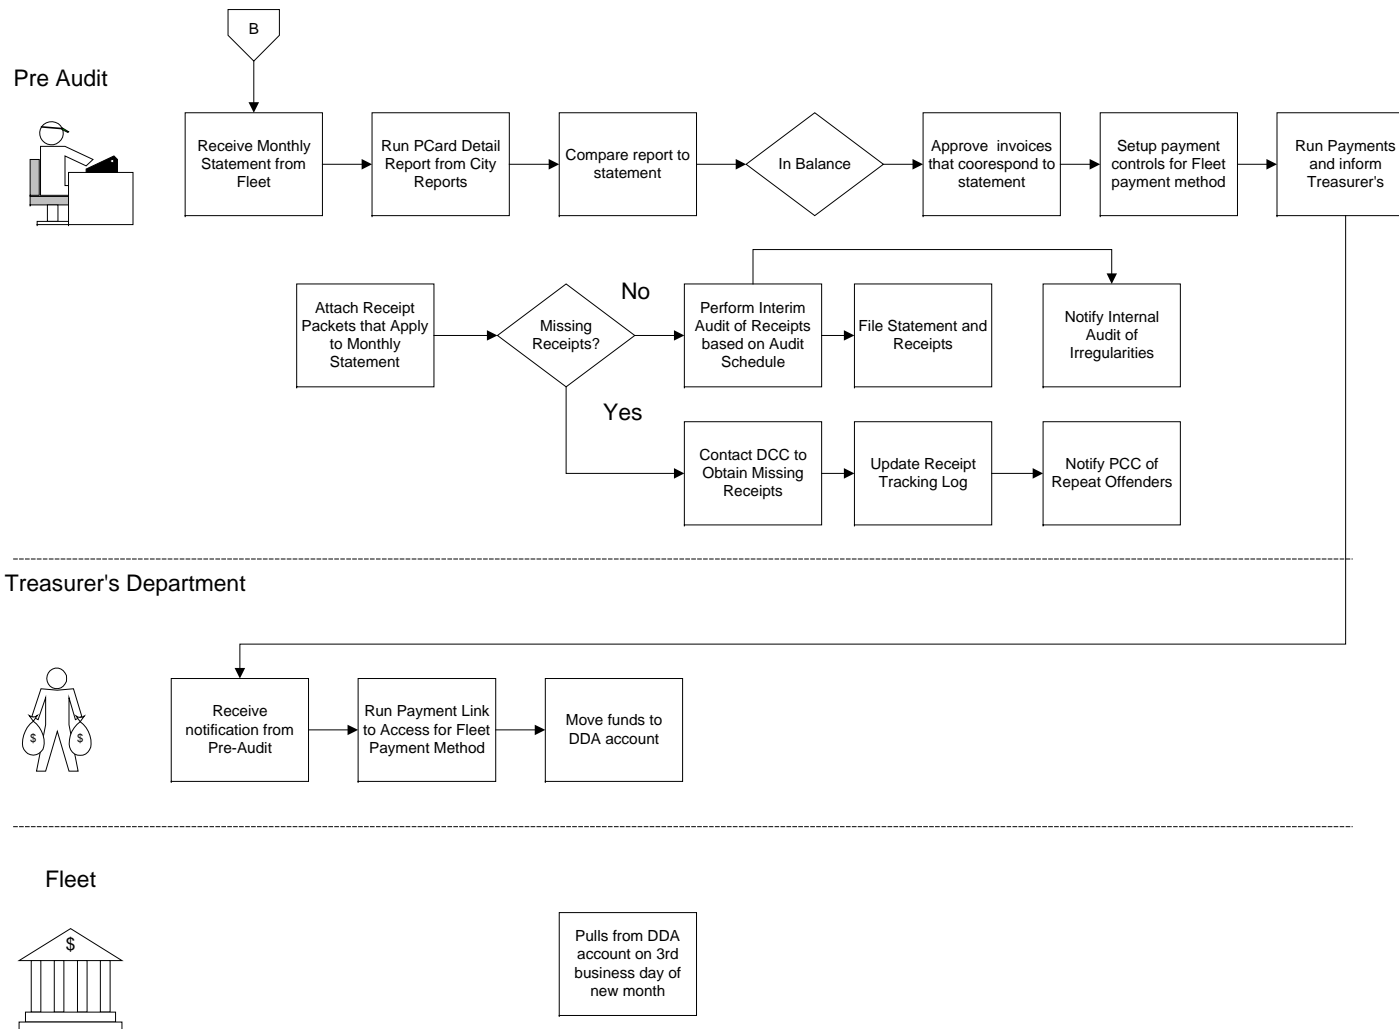 B
Pre Audit
Receive Monthly
Statement from
Fleet
Run PCard Detail
Report from City
Reports
Compare report to
statement
In Balance
Approve invoices
that coorespond to
statement
Setup payment
controls for Fleet
payment method
Run Payments
and inform
Treasurer's
Attach Receipt
Packets that Apply
to Monthly
Statement
Missing
Receipts?
No
Perform Interim
Audit of Receipts
based on Audit
Schedule
File Statement and
Receipts
Notify Internal
Audit of
Irregularities
Yes
Contact DCC to
Obtain Missing
Receipts
Update Receipt
Tracking Log
Notify PCC of
Repeat Offenders
Treasurer's Department
$ $
Receive
notification from
Pre-Audit
Run Payment Link
to Access for Fleet
Payment Method
Move funds to
DDA account
Fleet
$
Pulls from DDA
account on 3rd
business day of
new month